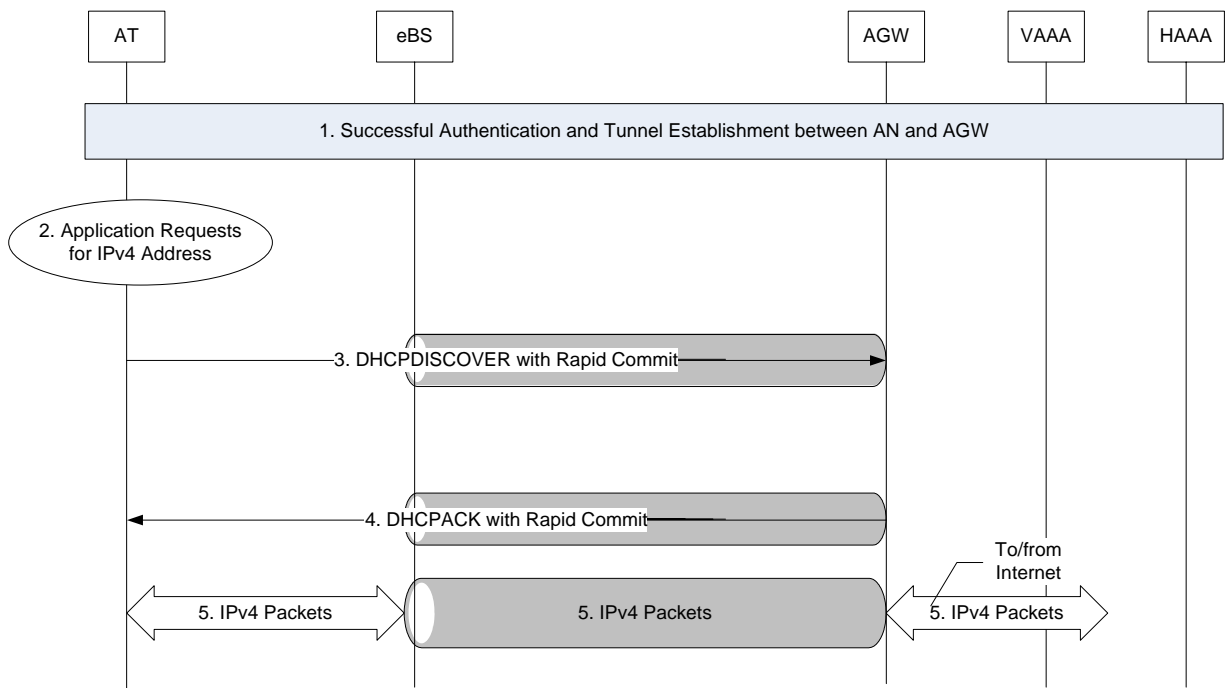 AT
eBS
AGW
VAAA
HAAA
1. Successful Authentication and Tunnel Establishment between AN and AGW
2. Application Requests
for IPv4 Address
3. DHCPDISCOVER with Rapid Commit
4. DHCPACK with Rapid Commit
To/from
Internet
5. IPv4 Packets
5. IPv4 Packets
5. IPv4 Packets